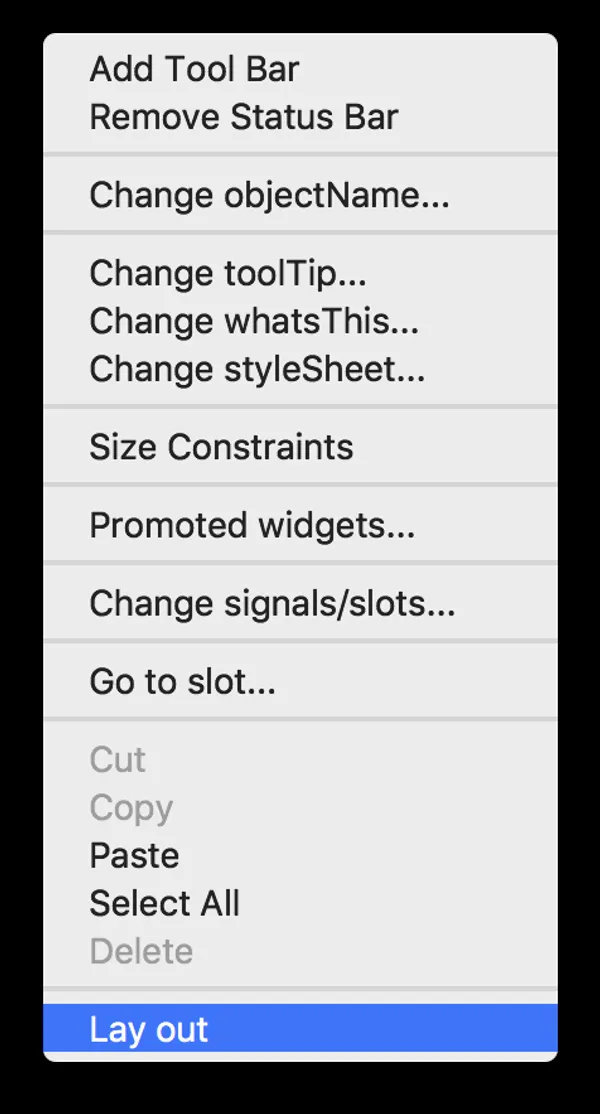 Add Tool Bar
Remove Status Bar
Change objectName...
Change toolTip...
Change whatsThis...
Change styleSheet...
Size Constraints
Promoted widgets...
Change signals/slots...
Go to slot...
Cut
Copy
Paste
Select All
Delete
Lay out